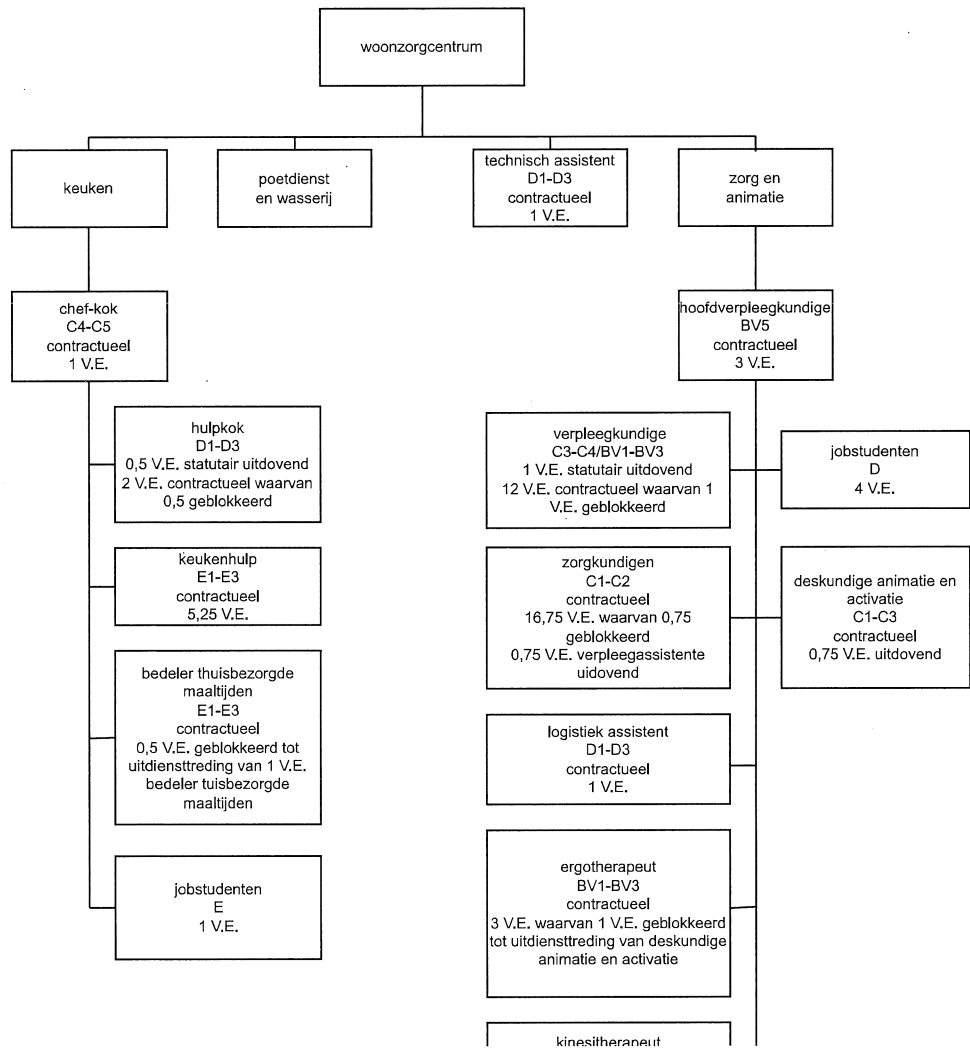 woonzorgcentrum
keuken
poetdienst
en wasserij
technisch assistent
D1-D3
contractueel
1 V.E.
zorg en
animatie
chef-kok
C4-C5
contractueel
1 V.E.
hoofdverpleegkundige
BV5
contractueel
3 V.E.
hulpkok
D1-D3
0,5 V.E. statutair uitdovend
2 V.E. contractueel waarvan
0,5 geblokkeerd
keukenhulp
E1-E3
contractueel
5,25 V.E.
bedeler thuisbezorgde
maaltijden
E1-E3
contractueel
0,5 V.E. geblokkeerd tot
uitdiensttreding van 1 V.E.
bedeler tuisbezorgde
maaltijden
jobstudenten
E
1 V.E.
verpleegkundige
C3-C4/BV1-BV3
1 V.E. statutair uitdovend
12 V.E. contractueel waarvan 1
V.E. geblokkeerd
jobstudenten
D
4 V.E.
zorgkundigen
C1-C2
contractueel
16,75 V.E. waarvan 0,75
geblokkeerd
0,75 V.E. verpleegassistente
uidovend
deskundige animatie en
activatie
C1-C3
contractueel
0,75 V.E. uitdovend
logistiek assistent
D1-D3
contractueel
1 V.E.
ergotherapeut
BV1-BV3
contractueel
3 V.E. waarvan 1 V.E. geblokkeerd
tot uitdiensttreding van deskundige
animatie en activatie
kinesitherapeut